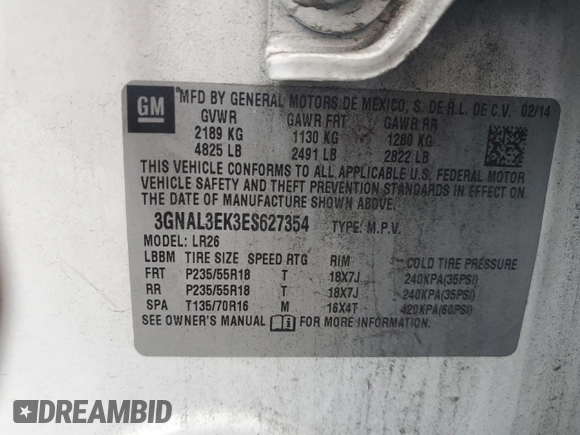 GM
*MFD BY GENERAL MOTORS DE MEXICO, S. DE R.L. DE C.V. 02/14
GVWR GAWR FRT GAWR RR
2189 KG 1130 KG 1280 KG
4825 LB 2491 LB 2822 LB
THIS VEHICLE CONFORMS TO ALL APPLICABLE U.S. FEDERAL MOTOR
VEHICLE SAFETY AND THEFT PREVENTION STANDARDS IN EFFECT ON THE
DATE OF MANUFACTURE SHOWN ABOVE.
3GNAL3EK3ES627354 TYPE: M.P.V.
MODEL: LR26
LBBM TIRE SIZE SPEED RTG RIM COLD TIRE PRESSURE
FRT P235/55R18 T 18X7J 240KPA(35PSI)
RR P235/55R18 T 18X7J 240KPA(35PSI)
SPA T135/70R16 M 16X4T 420KPA(60PSI)
SEE OWNER'S MANUAL FOR MORE INFORMATION.
DREAMBID